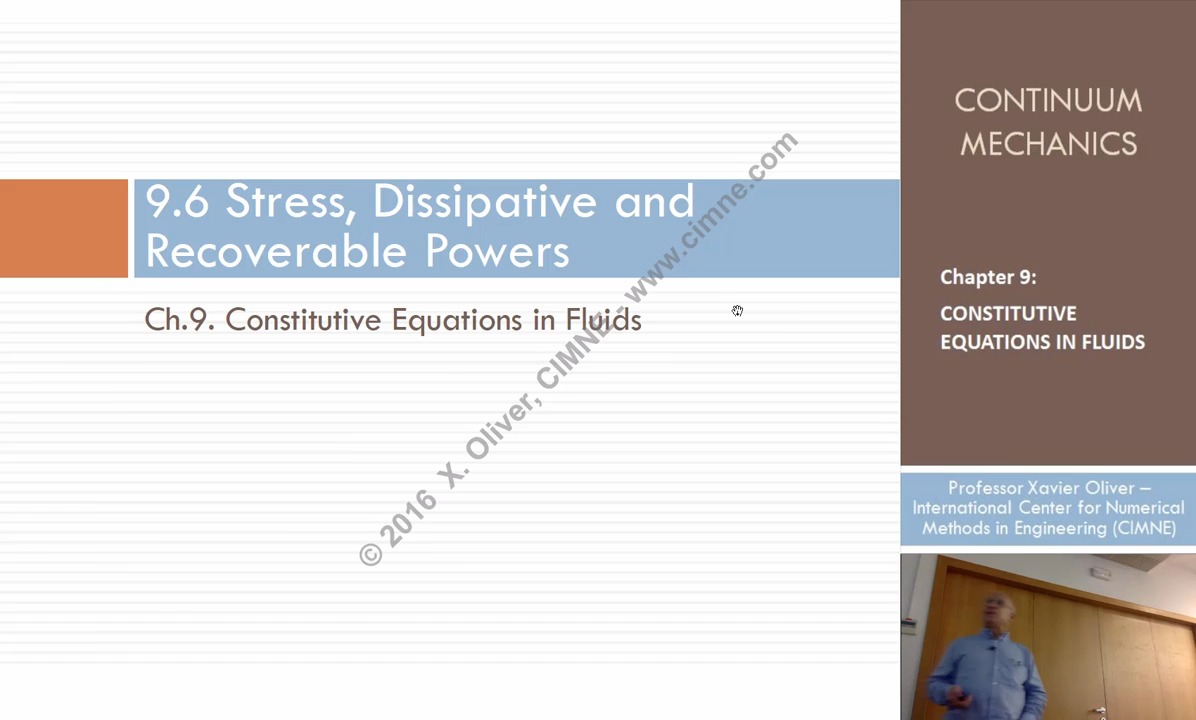 9.6 Stress, Dissipative and
Recoverable Powers
Ch.9. Constitutive Equations in Fluids
© 2016 X. Oliver, CIMNE - www.cimne.com
CONTINUUM
MECHANICS
Chapter 9:
CONSTITUTIVE
EQUATIONS IN FLUIDS
Professor Xavier Oliver –
International Center for Numerical
Methods in Engineering (CIMNE)